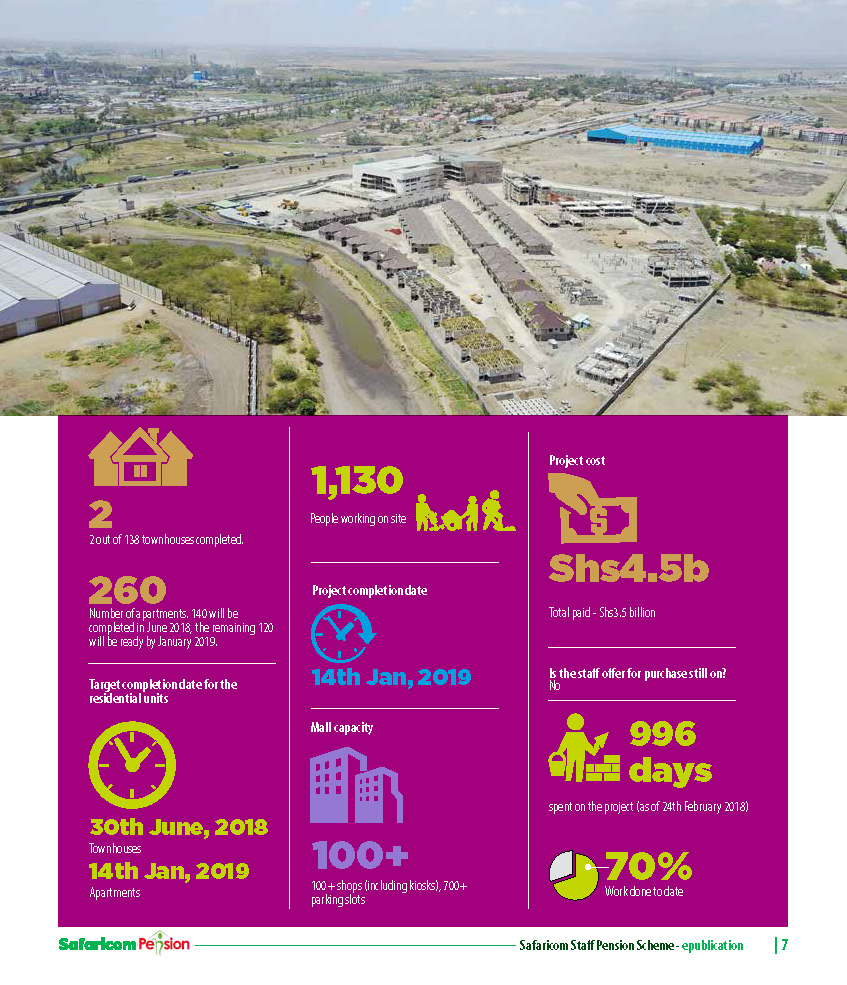 2
2 out of 138 townhouses completed.
260
Number of apartments. 140 will be
completed in June 2018, the remaining 120
will be ready by January 2019.
Target completion date for the
residential units
30th June, 2018
Townhouses
14th Jan, 2019
Apartments
1,130
People working on site
Project completion date
14th Jan, 2019
Mall capacity
100+
100+ shops (including kiosks), 700+
parking slots
Project cost
$
Shs4.5b
Total paid - Shs3.5 billion
Is the staff offer for purchase still on?
No
996
days
spent on the project (as of 24th February 2018)
70%
Work done to date
Safaricom Pension
Safaricom Staff Pension Scheme - epublication | 7